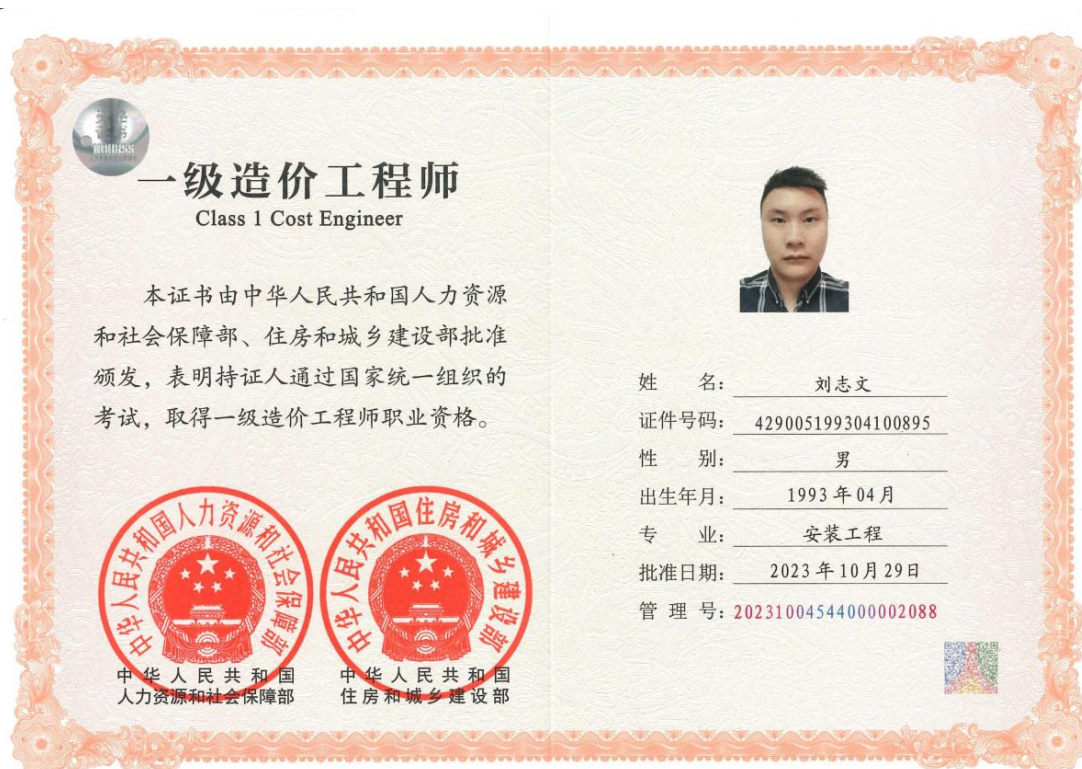 一级造价工程师
Class 1 Cost Engineer
本证书由中华人民共和国人力资源
和社会保障部、住房和城乡建设部批准
颁发，表明持证人通过国家统一组织的
考试，取得一级造价工程师职业资格。
中华人民共和国人力资源和社会保障部
中华人民共和国住房和城乡建设部
中华人民共和国
人力资源和社会保障部
中华人民共和国
住房和城乡建设部
姓 名：刘志文
证件号码：429005199304100895
性 别：男
出生年月：1993年04月
专 业：安装工程
批准日期：2023年10月29日
管 理 号：20231004544000002088